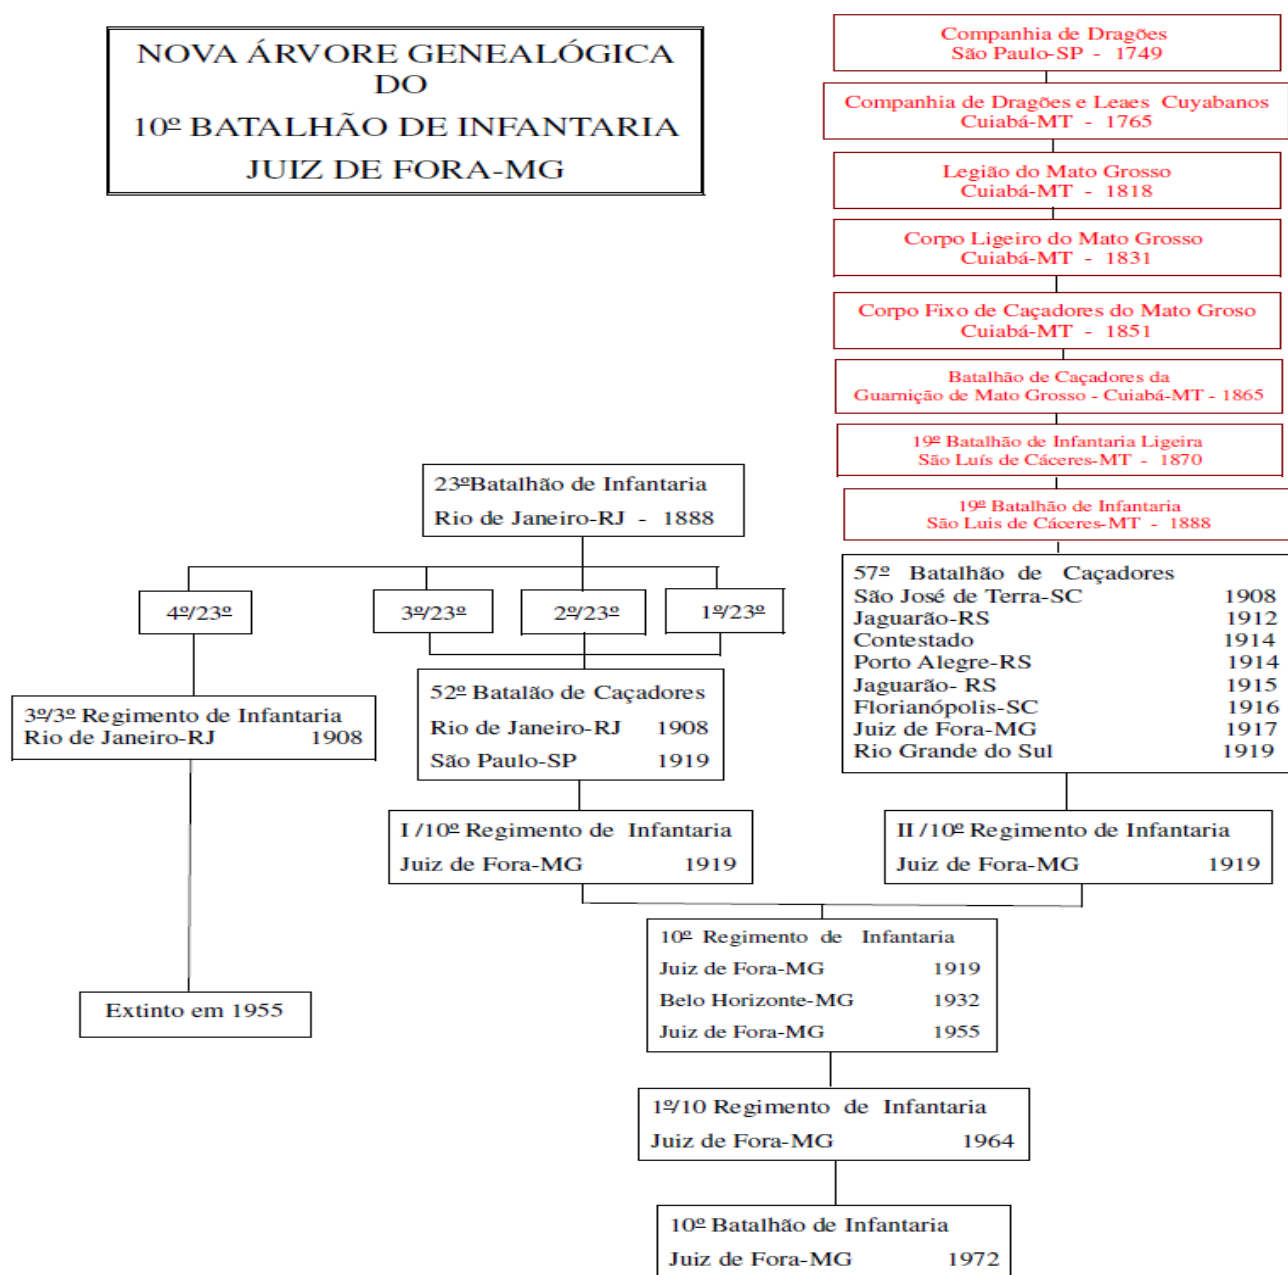 NOVA ÁRVORE GENEALÓGICA
DO
10º BATALHÃO DE INFANTARIA
JUIZ DE FORA-MG
Companhia de Dragões
São Paulo-SP - 1749
Companhia de Dragões e Leaes Cuyabanos
Cuiabá-MT - 1765
Legião do Mato Grosso
Cuiabá-MT - 1818
Corpo Ligeiro do Mato Grosso
Cuiabá-MT - 1831
Corpo Fixo de Caçadores do Mato Groso
Cuiabá-MT - 1851
Batalhão de Caçadores da
Guarnição de Mato Grosso - Cuiabá-MT - 1865
19º Batalhão de Infantaria Ligeira
São Luís de Cáceres-MT - 1870
19º Batalhão de Infantaria
São Luis de Cáceres-MT - 1888
23ºBatalhão de Infantaria
Rio de Janeiro-RJ - 1888
4º/23º
3º/23º
2º/23º
1º/23º
57º Batalhão de Caçadores
São José de Terra-SC 1908
Jaguarão-RS 1912
Contestado 1914
Porto Alegre-RS 1914
Jaguarão- RS 1915
Florianópolis-SC 1916
Juiz de Fora-MG 1917
Rio Grande do Sul 1919
3º/3º Regimento de Infantaria
Rio de Janeiro-RJ 1908
52º Batalão de Caçadores
Rio de Janeiro-RJ 1908
São Paulo-SP 1919
I /10º Regimento de Infantaria
Juiz de Fora-MG 1919
II /10º Regimento de Infantaria
Juiz de Fora-MG 1919
10º Regimento de Infantaria
Juiz de Fora-MG 1919
Belo Horizonte-MG 1932
Juiz de Fora-MG 1955
Extinto em 1955
1º/10 Regimento de Infantaria
Juiz de Fora-MG 1964
10º Batalhão de Infantaria
Juiz de Fora-MG 1972